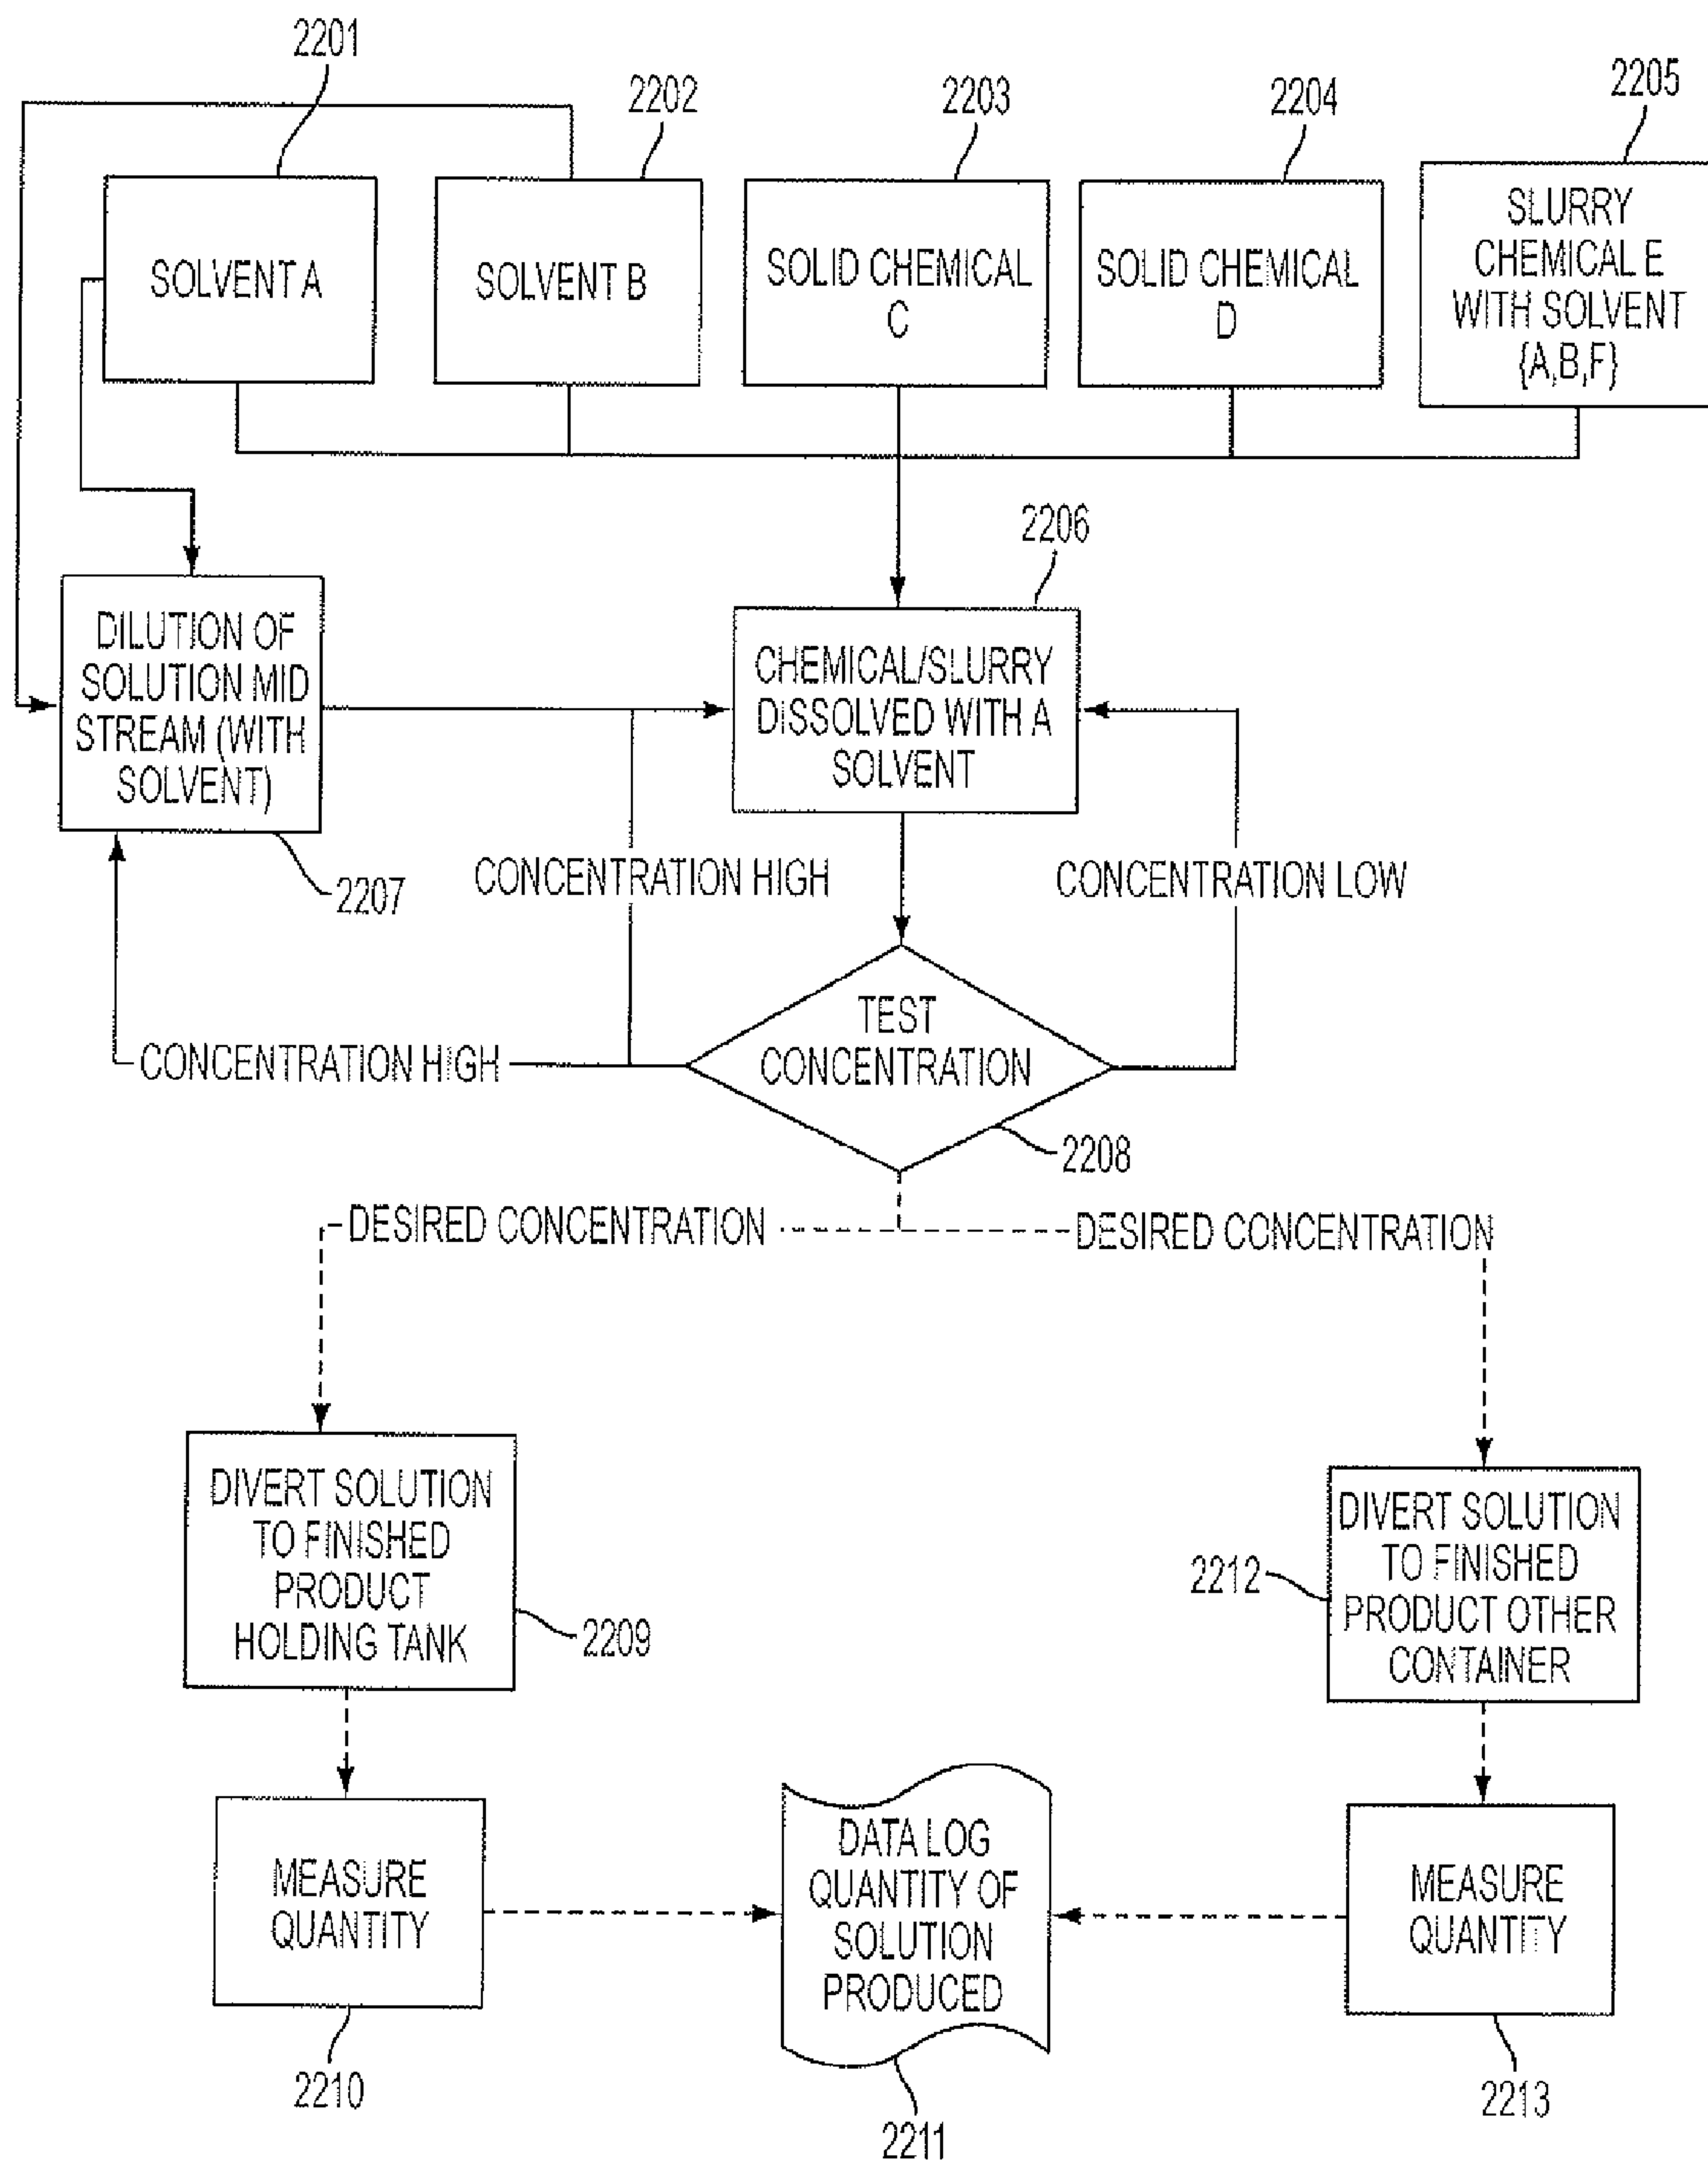 2201
2202
2203
2204
2205
SOLVENT A
SOLVENT B
SOLID CHEMICAL
C
SOLID CHEMICAL
D
SLURRY
CHEMICAL E
WITH SOLVENT
{A,B,F}
2206
DILUTION OF
SOLUTION MID
STREAM (WITH
SOLVENT)
2207
CHEMICAL/SLURRY
DISSOLVED WITH A
SOLVENT
CONCENTRATION HIGH
CONCENTRATION LOW
CONCENTRATION HIGH
TEST
CONCENTRATION
2208
DESIRED CONCENTRATION
DESIRED CONCENTRATION
DIVERT SOLUTION
TO FINISHED
PRODUCT
HOLDING TANK
2209
2212
DIVERT SOLUTION
TO FINISHED
PRODUCT OTHER
CONTAINER
MEASURE
QUANTITY
2210
DATA LOG
QUANTITY OF
SOLUTION
PRODUCED
2211
MEASURE
QUANTITY
2213